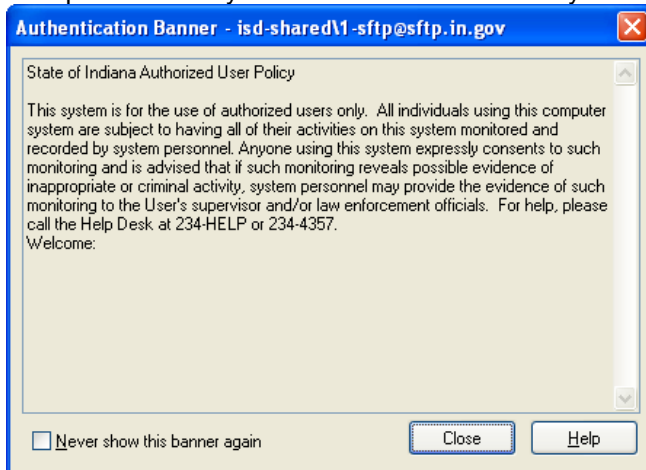 Authentication Banner - isd-shared\1-sftp@sftp.in.gov
State of Indiana Authorized User Policy
This system is for the use of authorized users only.  All individuals using this computer
system are subject to having all of their activities on this system monitored and
recorded by system personnel. Anyone using this system expressly consents to such
monitoring and is advised that if such monitoring reveals possible evidence of
inappropriate or criminal activity, system personnel may provide the evidence of such
monitoring to the User's supervisor and/or law enforcement officials.  For help, please
call the Help Desk at 234-HELP or 234-4357.
Welcome:
Never show this banner again
Close
Help